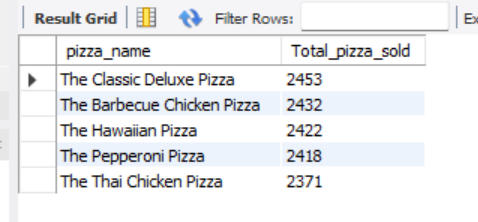 Result Grid Filter Rows: Ex
pizza_name Total_pizza_sold
The Classic Deluxe Pizza 2453
The Barbecue Chicken Pizza 2432
The Hawaiian Pizza 2422
The Pepperoni Pizza 2418
The Thai Chicken Pizza 2371